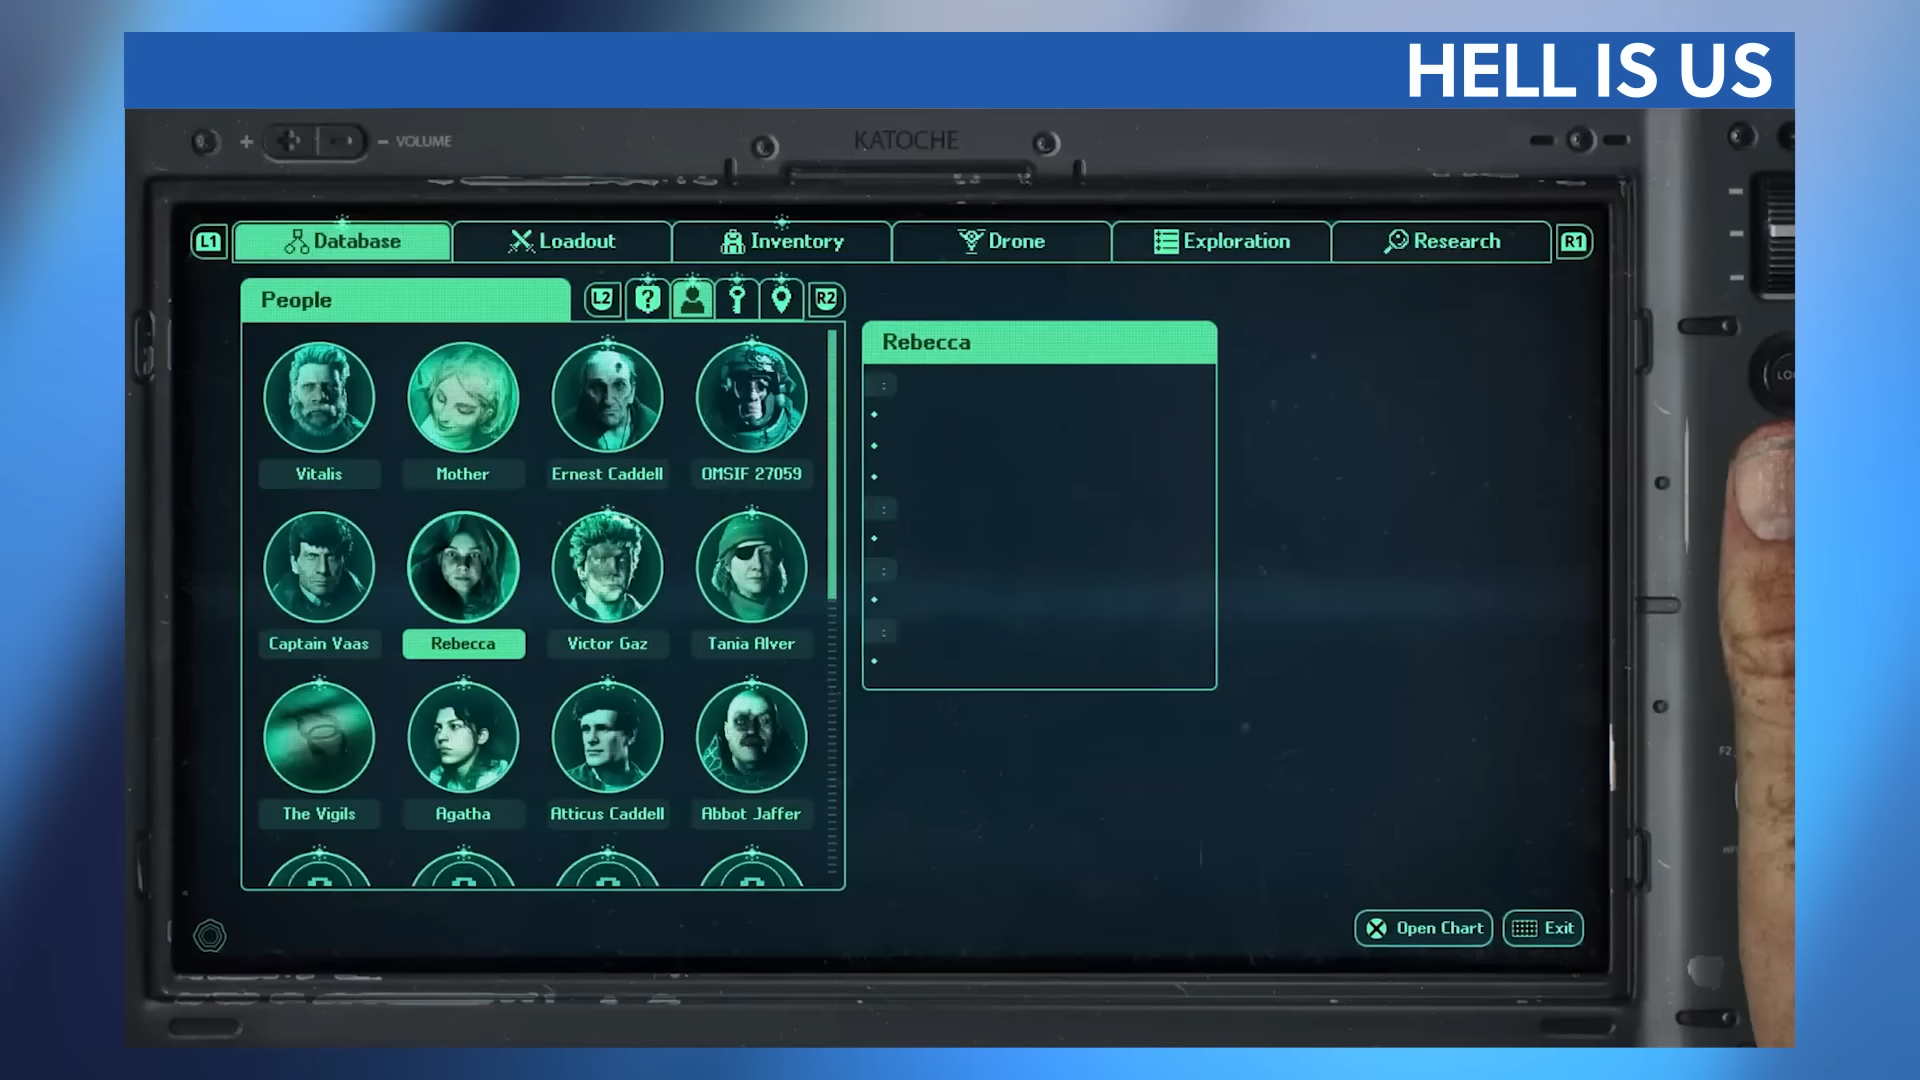 HELL IS US
+ - VOLUME
KATOCHE
L1 Database Loadout Inventory Drone Exploration Research R1
People
L2 ? R2
Rebecca
Vitalis Mother Ernest Caddell OMSIF 27059
Captain Vaas Rebecca Victor Gaz Tania Alver
The Vigils Agatha Atticus Caddell Abbot Jaffer
Open Chart Exit
LO
F2